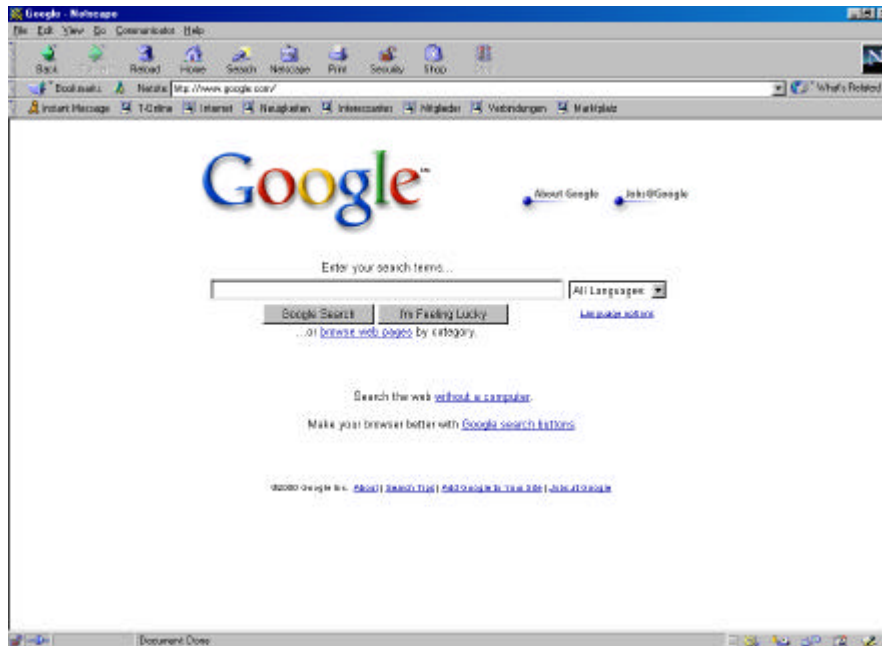 Google - Netscape
File Edit View Go Communicator Help
Back Reload Home Search Netscape Print Security Stop
Bookmarks Netsite: http://www.google.com/ What's Related
Instant Message T-Online Internet Neuigkeiten Interessantes Mitglieder Verbindungen Marktplatz
Google™
About Google Jobs@Google
Enter your search terms...
All Languages
Google Search I'm Feeling Lucky Language options
...or browse web pages by category.
Search the web without a computer.
Make your browser better with Google search buttons.
©2000 Google Inc. About | Search Tips | Add Google to Your Site | Jobs at Google
Document: Done